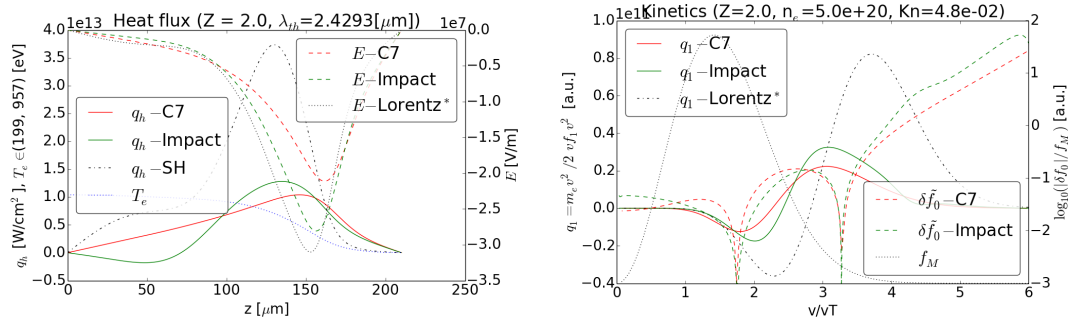 Heat flux (Z = 2.0, λ_th=2.4293[μm])
1e13
1e7
4.0
3.5
3.0
2.5
2.0
1.5
1.0
0.5
0.0
−0.5
q_h [W/cm²], T_e ∈(199, 957) [eV]
E−C7
E−Impact
E−Lorentz*
q_h−C7
q_h−Impact
q_h−SH
T_e
0.0
−0.5
−1.0
−1.5
−2.0
−2.5
−3.0
−3.5
E [V/m]
0 50 100 150 200 250
z [μm]
Kinetics (Z=2.0, n_e=5.0e+20, Kn=4.8e-02)
1.0
0.8
0.6
0.4
0.2
0.0
−0.2
−0.4
q_1 = m_e v² /2 v f_1 v² [a.u.]
q_1−C7
q_1−Impact
q_1−Lorentz*
δf̃_0−C7
δf̃_0−Impact
f_M
2
1
0
−1
−2
−3
log_10(|δf_0|/f_M) [a.u.]
0 1 2 3 4 5 6
v/vT